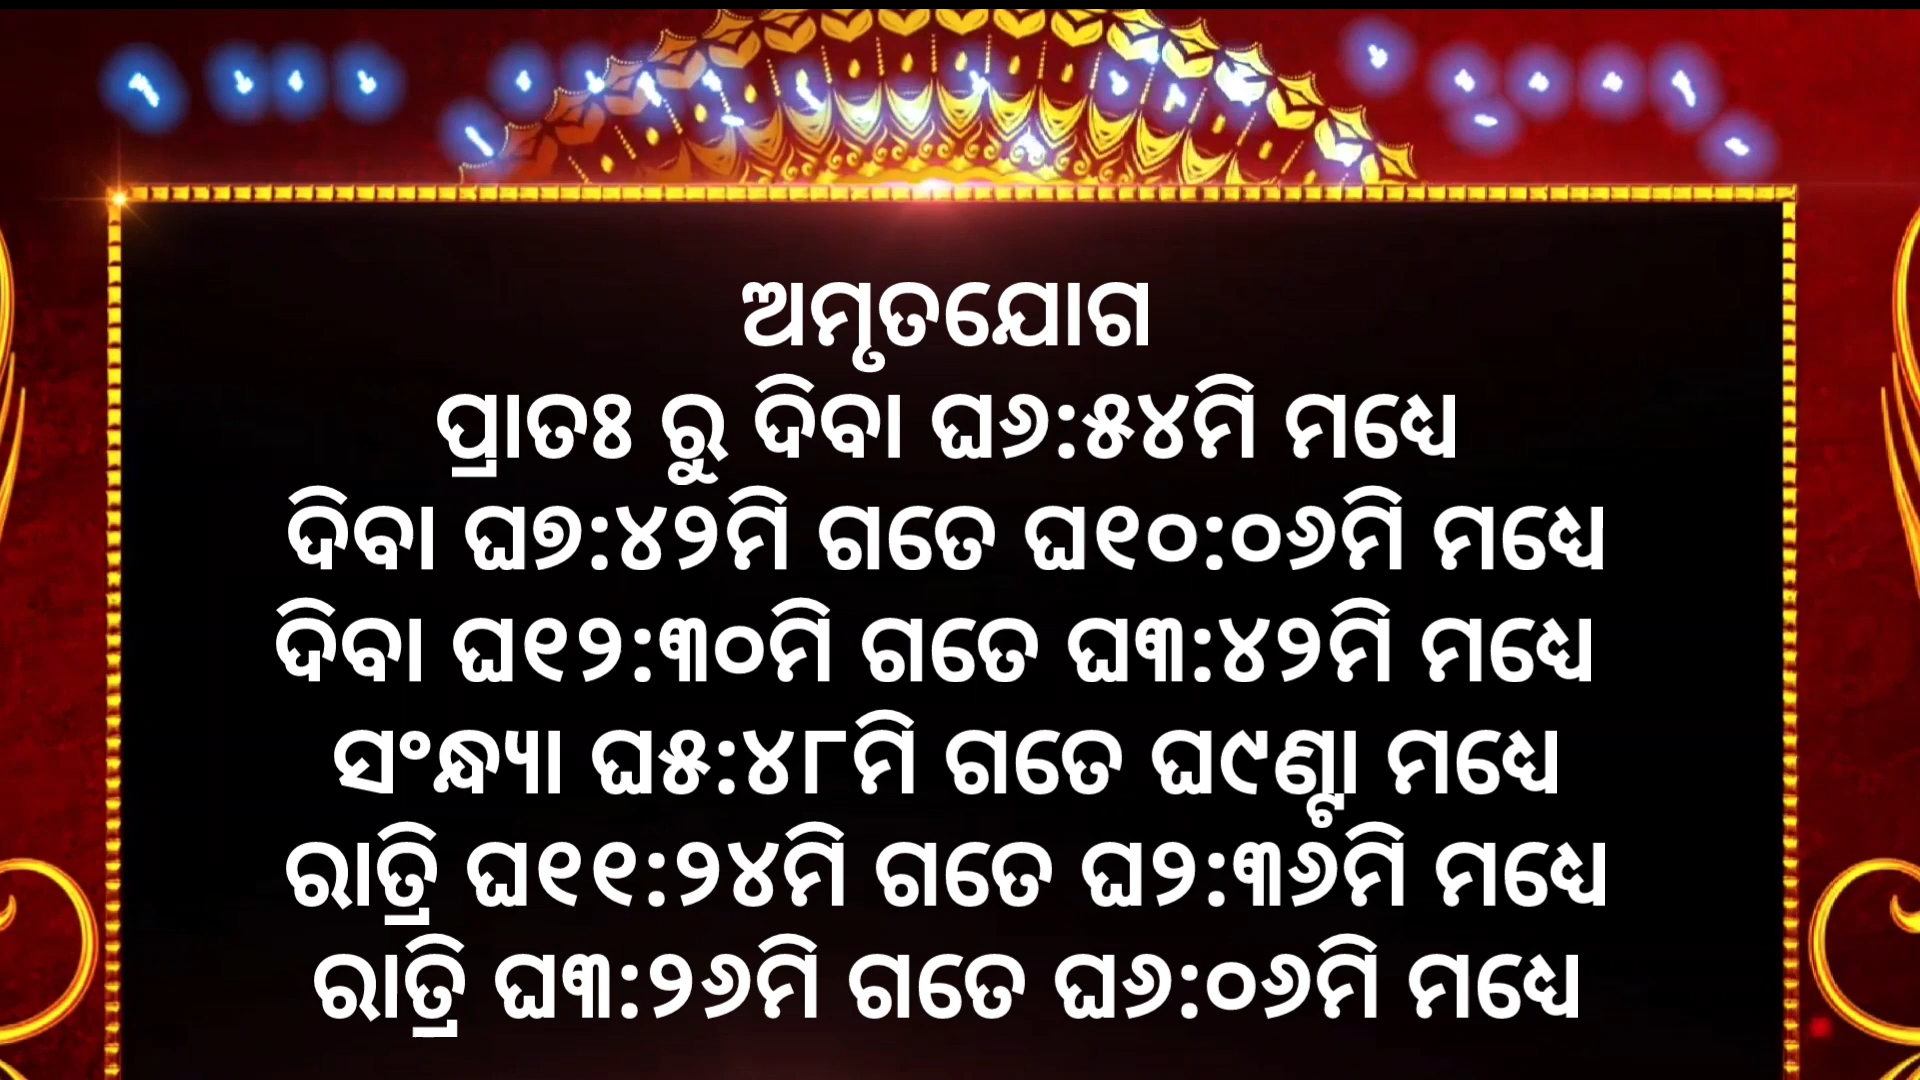 ଅମୃତଯୋଗ
ପ୍ରାତଃ ରୁ ଦିବା ଘ୬:୫୪ମି ମଧ୍ୟେ
ଦିବା ଘ୭:୪୨ମି ଗତେ ଘ୧୦:୦୬ମି ମଧ୍ୟେ
ଦିବା ଘ୧୨:୩୦ମି ଗତେ ଘ୩:୪୨ମି ମଧ୍ୟେ
ସଂନ୍ଧ୍ୟା ଘ୫:୪୮ମି ଗତେ ଘ୯ଣ୍ଟା ମଧ୍ୟେ
ରାତ୍ରି ଘ୧୧:୨୪ମି ଗତେ ଘ୨:୩୬ମି ମଧ୍ୟେ
ରାତ୍ରି ଘ୩:୨୬ମି ଗତେ ଘ୬:୦୬ମି ମଧ୍ୟେ